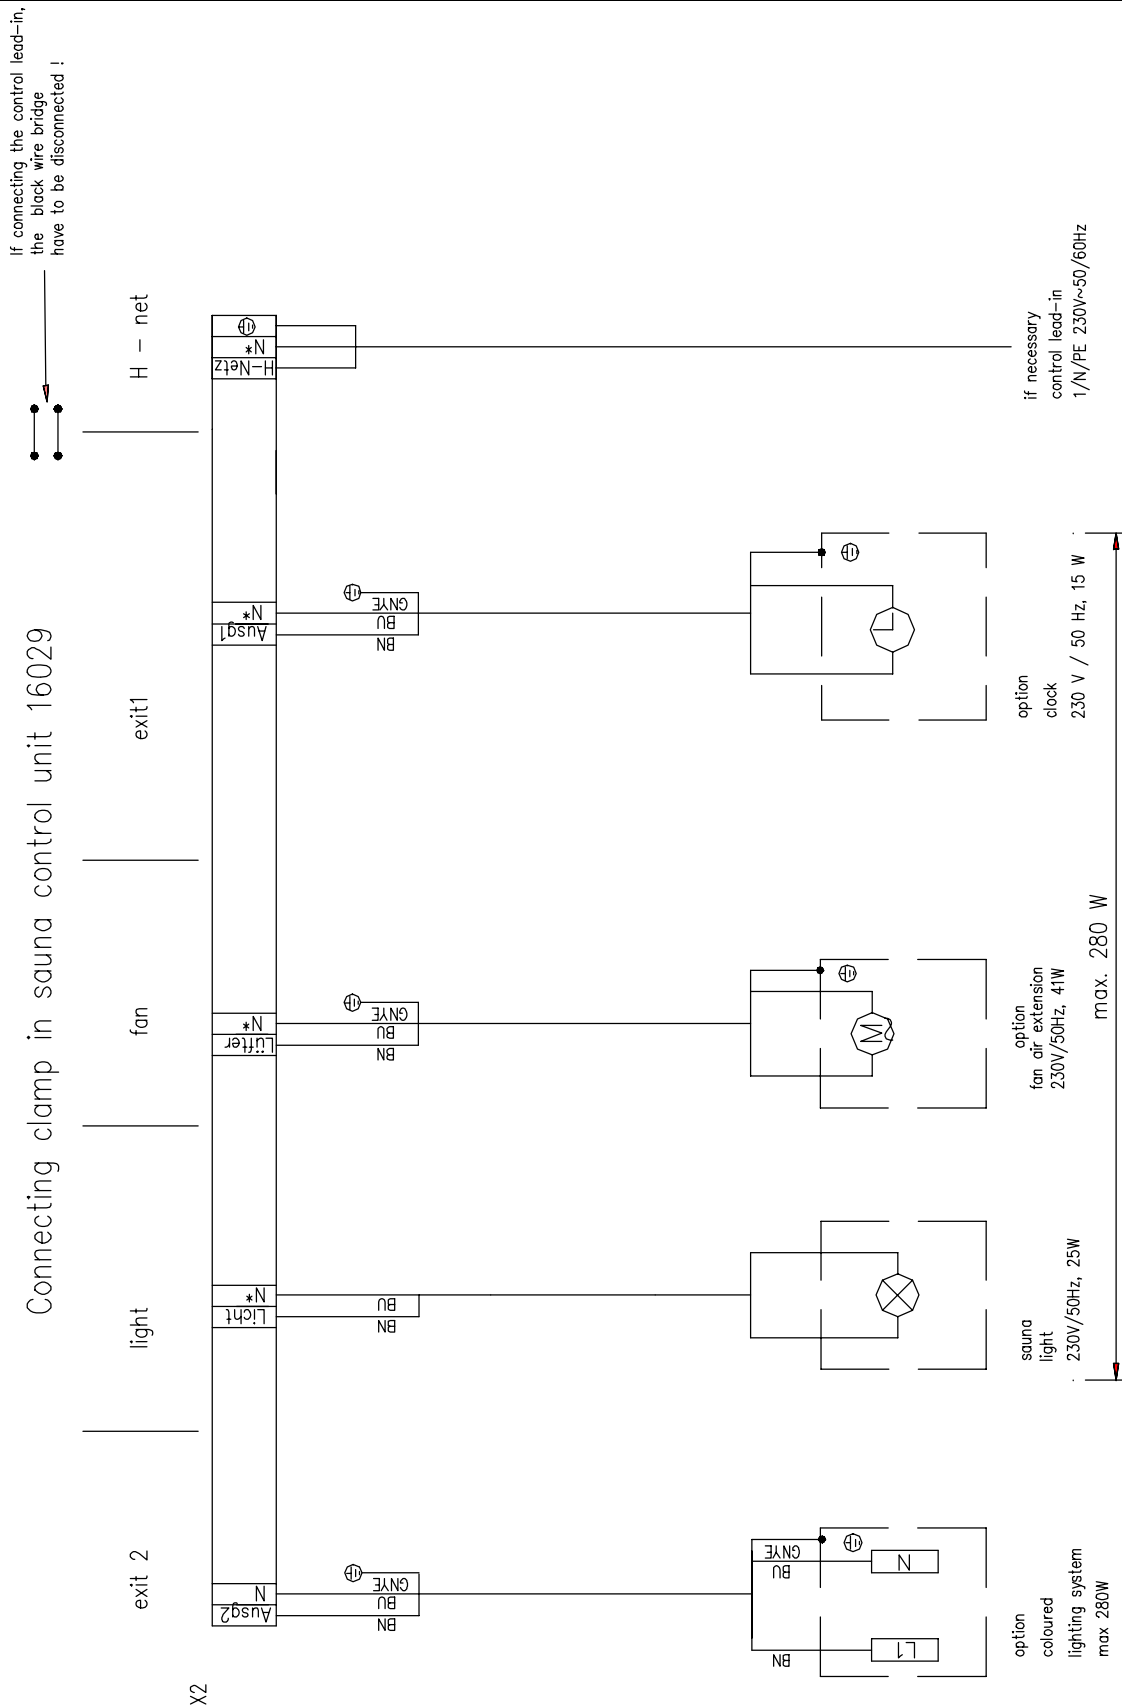 Connecting clamp in sauna control unit 16029
If connecting the control lead-in,
the black wire bridge
have to be disconnected !
X2
exit 2
light
fan
exit1
H - net
Ausg2
N
Licht
N*
Lüfter
N*
Ausg1
N*
H-Netz
N*
BN
BU
GNYE
BN
BU
BN
BU
GNYE
BN
BU
GNYE
BN
BU
GNYE
L1
N
M
option
coloured
lighting system
max 280W
sauna
light
230V/50Hz, 25W
option
fan air extension
230V/50Hz, 41W
option
clock
230 V / 50 Hz, 15 W
if necessary
control lead-in
1/N/PE 230V~50/60Hz
max. 280 W